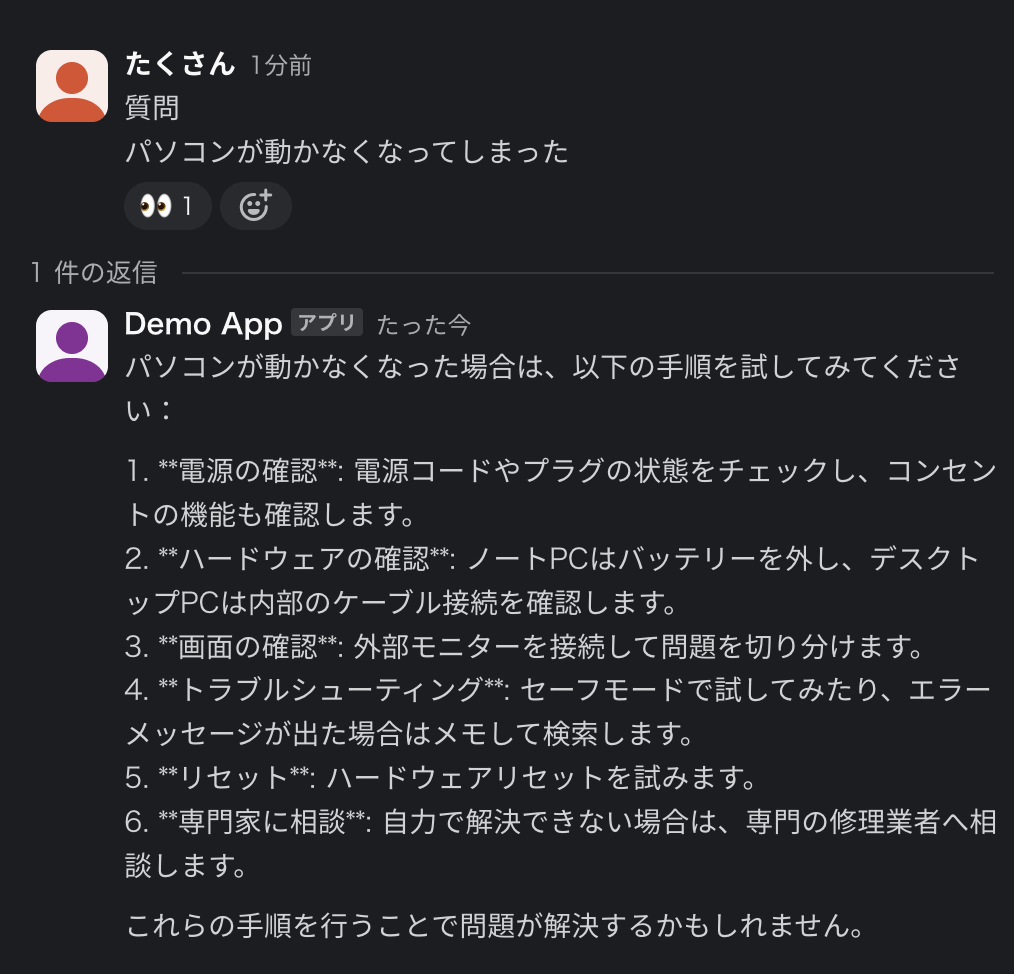 たくさん 1分前
質問
パソコンが動かなくなってしまった
👀 1
1 件の返信
Demo App アプリ たった今
パソコンが動かなくなった場合は、以下の手順を試してみてくださ
い：
1. **電源の確認**: 電源コードやプラグの状態をチェックし、コンセン
トの機能も確認します。
2. **ハードウェアの確認**: ノートPCはバッテリーを外し、デスクト
ップPCは内部のケーブル接続を確認します。
3. **画面の確認**: 外部モニターを接続して問題を切り分けます。
4. **トラブルシューティング**: セーフモードで試してみたり、エラー
メッセージが出た場合はメモして検索します。
5. **リセット**: ハードウェアリセットを試みます。
6. **専門家に相談**: 自力で解決できない場合は、専門の修理業者へ相
談します。
これらの手順を行うことで問題が解決するかもしれません。